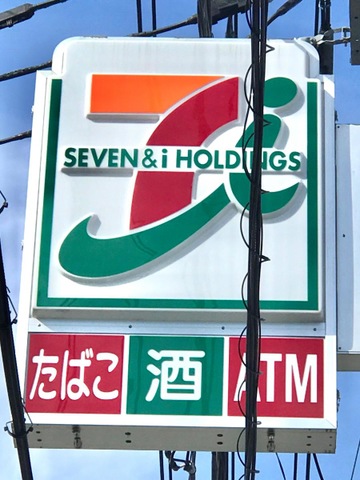 SEVEN & i HOLDINGS
たばこ 酒 ATM